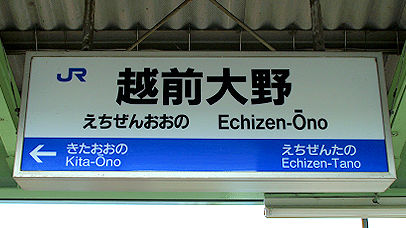 JR
越前大野
えちぜんおおの Echizen-Ōno
← きたおおの えちぜんたの
Kita-Ōno Echizen-Tano